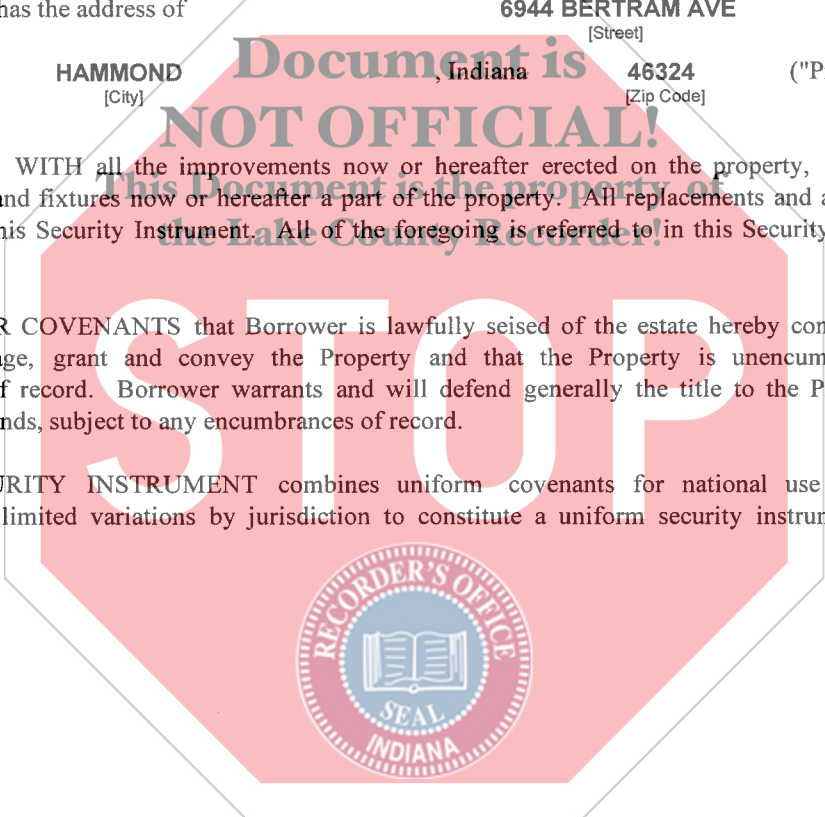 has the address of 6944 BERTRAM AVE
[Street]
HAMMOND , Indiana 46324 ("P
[City] [Zip Code]
Document is
NOT OFFICIAL!
This Document is the property of
the Lake County Recorder!
WITH all the improvements now or hereafter erected on the property,
and fixtures now or hereafter a part of the property. All replacements and a
his Security Instrument. All of the foregoing is referred to in this Security
R COVENANTS that Borrower is lawfully seised of the estate hereby con
age, grant and convey the Property and that the Property is unencum
f record. Borrower warrants and will defend generally the title to the P
nds, subject to any encumbrances of record.
STOP
URITY INSTRUMENT combines uniform covenants for national use
limited variations by jurisdiction to constitute a uniform security instrum
RECORDER'S OFFICE
SEAL
INDIANA